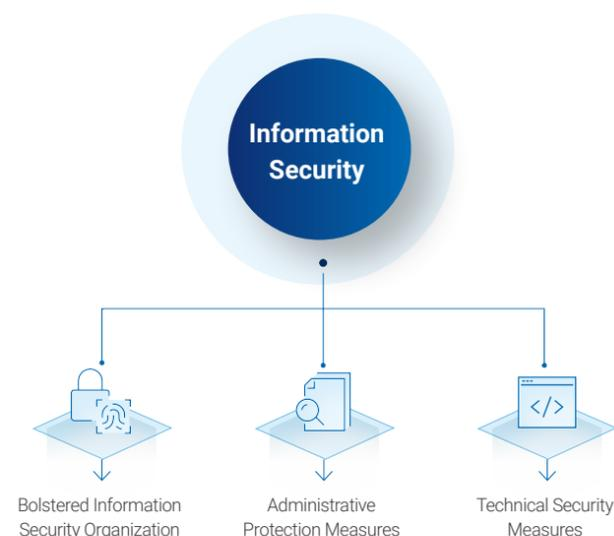 Information
Security
</>
Bolstered Information
Security Organization
Administrative
Protection Measures
Technical Security
Measures